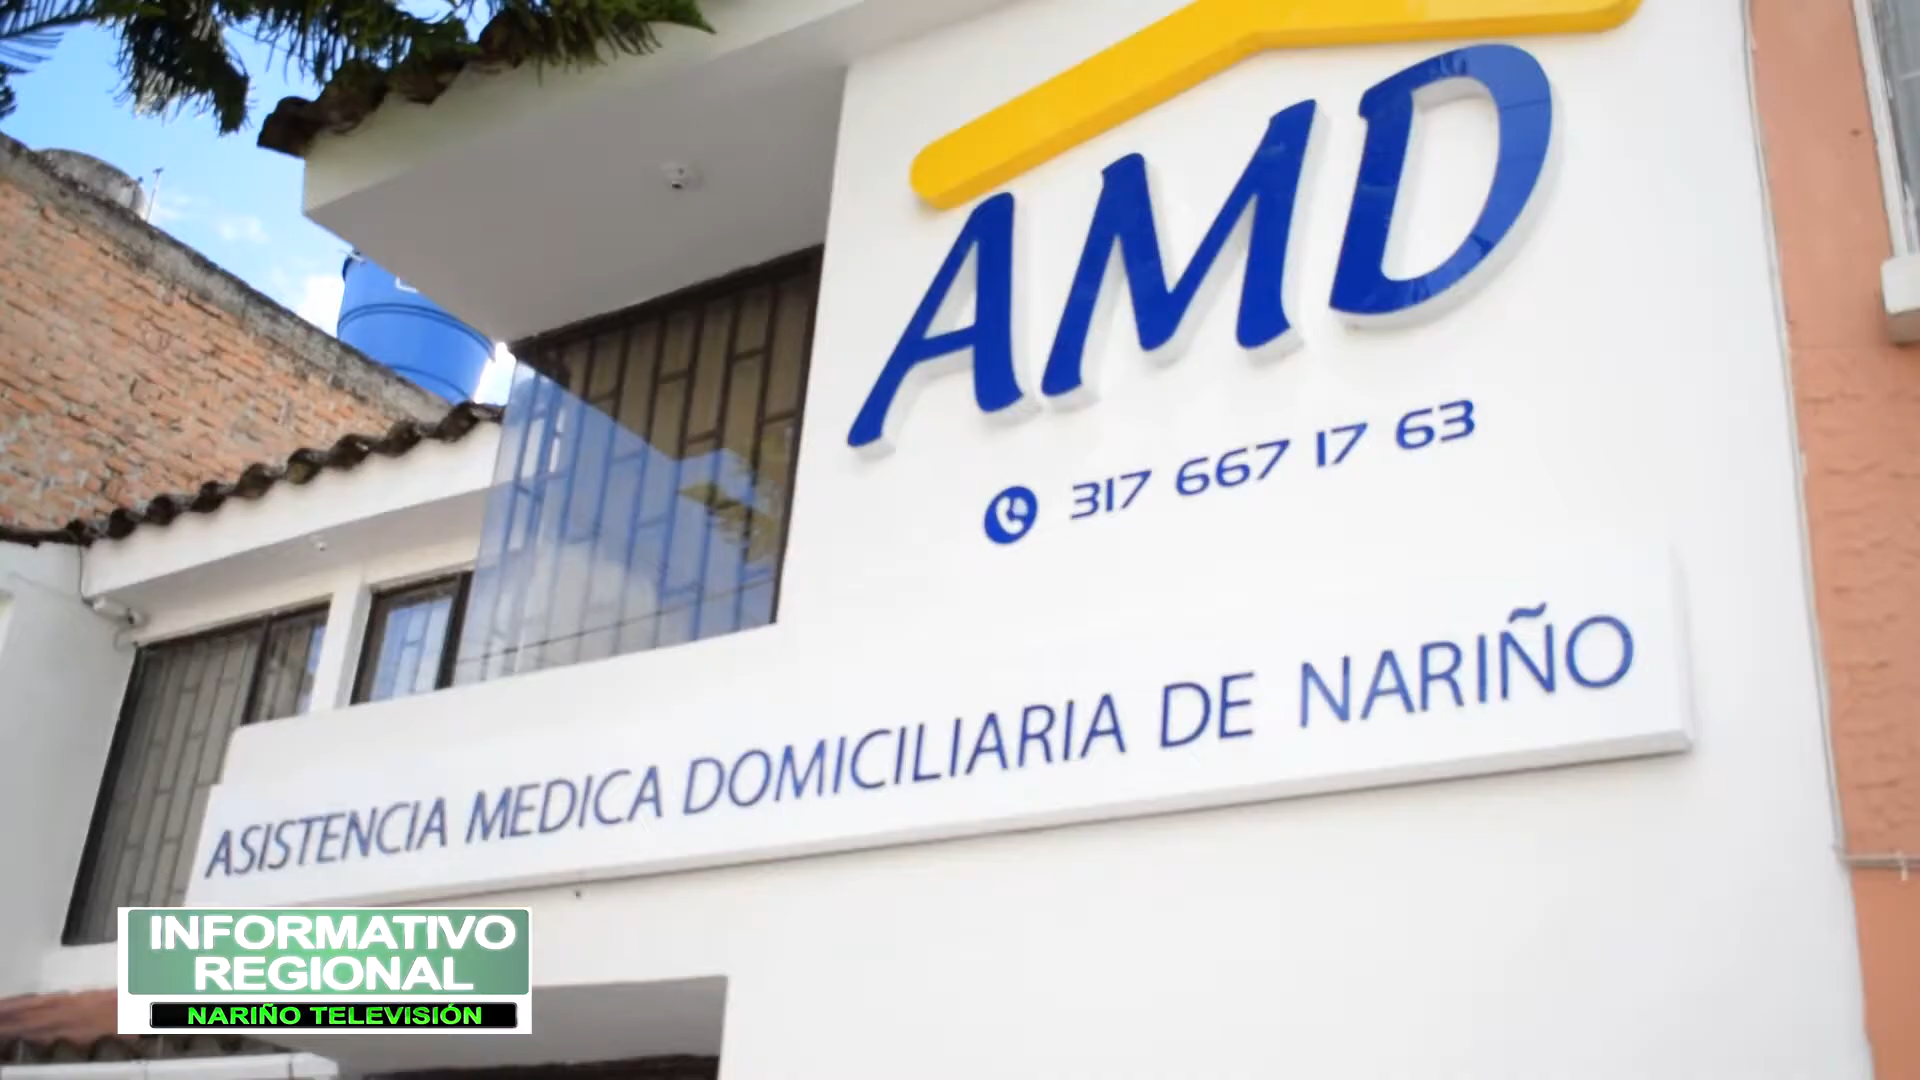 AMD
317 667 17 63
ASISTENCIA MEDICA DOMICILIARIA DE NARIÑO
INFORMATIVO
REGIONAL
NARIÑO TELEVISIÓN